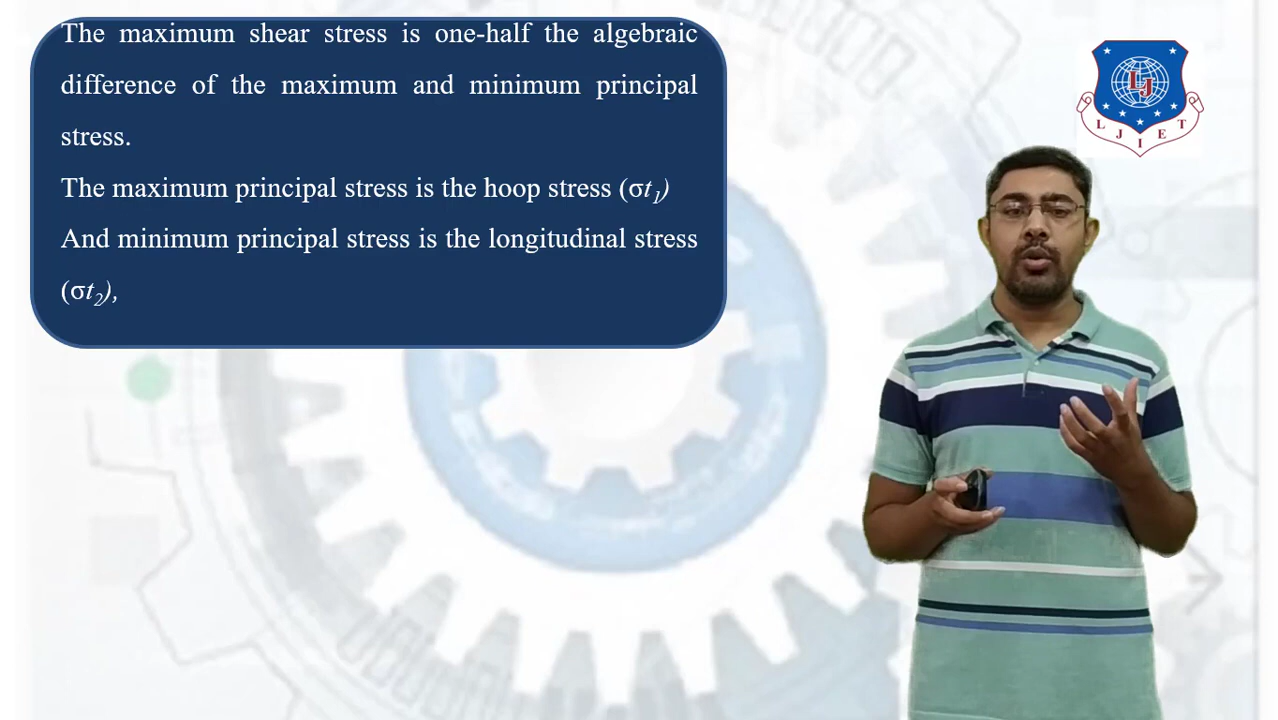 The maximum shear stress is one-half the algebraic
difference of the maximum and minimum principal
stress.
The maximum principal stress is the hoop stress (σt₁)
And minimum principal stress is the longitudinal stress
(σt₂),
LJ
L J I E T